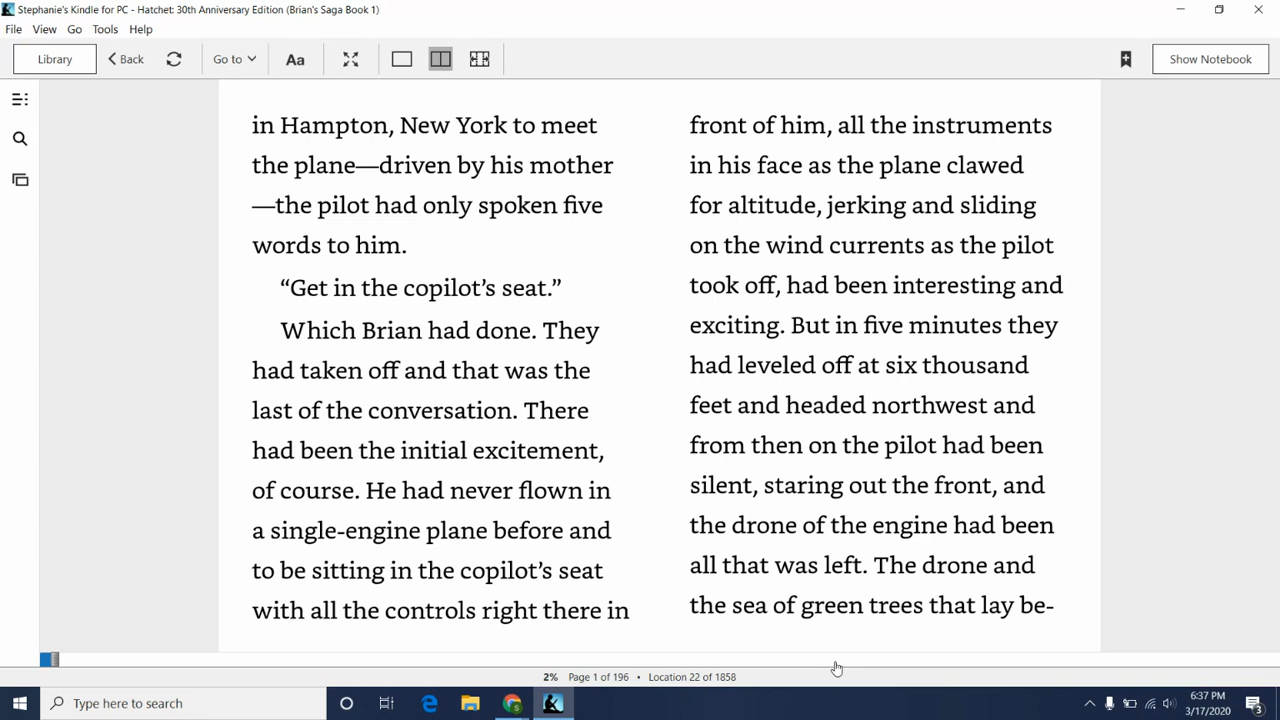 Stephanie's Kindle for PC - Hatchet: 30th Anniversary Edition (Brian's Saga Book 1)
File View Go Tools Help
Library Back Go to Aa Show Notebook
in Hampton, New York to meet
the plane—driven by his mother
—the pilot had only spoken five
words to him.
“Get in the copilot’s seat.”
Which Brian had done. They
had taken off and that was the
last of the conversation. There
had been the initial excitement,
of course. He had never flown in
a single-engine plane before and
to be sitting in the copilot’s seat
with all the controls right there in
front of him, all the instruments
in his face as the plane clawed
for altitude, jerking and sliding
on the wind currents as the pilot
took off, had been interesting and
exciting. But in five minutes they
had leveled off at six thousand
feet and headed northwest and
from then on the pilot had been
silent, staring out the front, and
the drone of the engine had been
all that was left. The drone and
the sea of green trees that lay be-
2% Page 1 of 196 • Location 22 of 1858
Type here to search
6:37 PM
3/17/2020
3